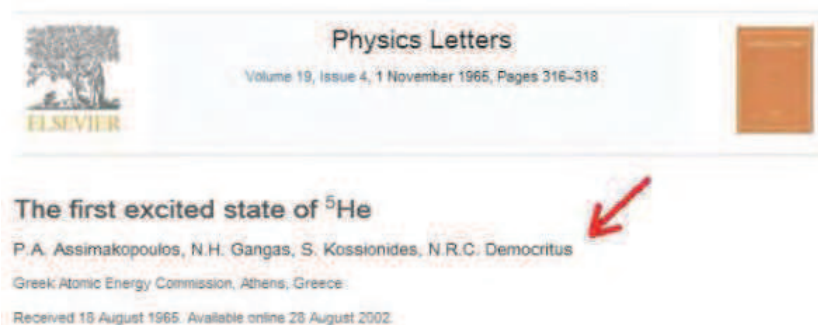 Physics Letters
Volume 19, Issue 4, 1 November 1965, Pages 316–318
ELSEVIER
The first excited state of ⁵He
P.A. Assimakopoulos, N.H. Gangas, S. Kossionides, N.R.C. Democritus
Greek Atomic Energy Commission, Athens, Greece
Received 18 August 1965. Available online 28 August 2002.